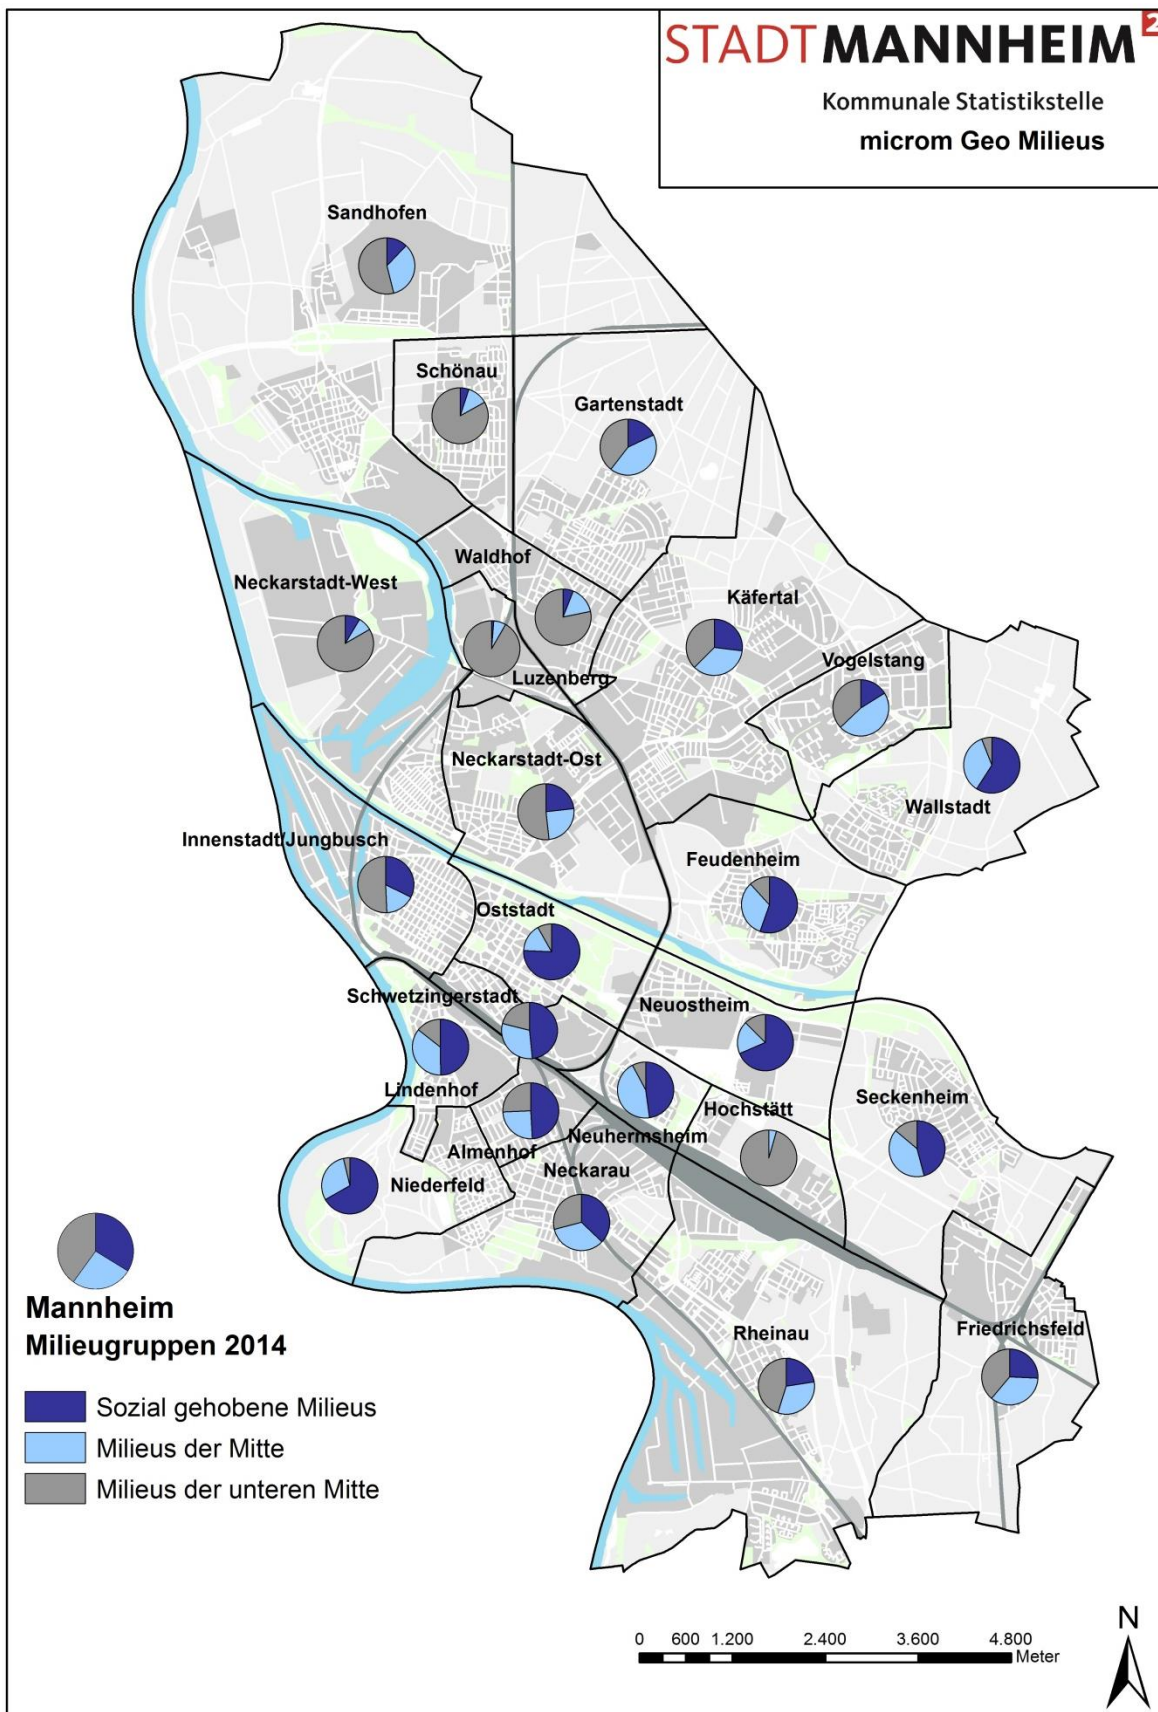 STADTMANNHEIM²
Kommunale Statistikstelle
microm Geo Milieus
Sandhofen
Schönau
Gartenstadt
Waldhof
Neckarstadt-West
Käfertal
Vogelstang
Luzenberg
Neckarstadt-Ost
Wallstadt
Innenstadt/Jungbusch
Feudenheim
Oststadt
Schwetzingerstadt
Neuostheim
Lindenhof
Seckenheim
Hochstätt
Neuhermsheim
Almenhof
Neckarau
Niederfeld
Mannheim
Milieugruppen 2014
Rheinau
Friedrichsfeld
Sozial gehobene Milieus
Milieus der Mitte
Milieus der unteren Mitte
N
0 600 1.200 2.400 3.600 4.800
Meter